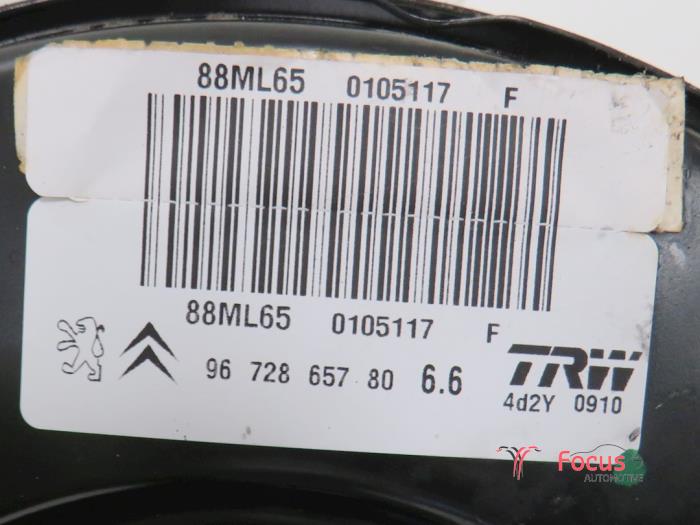 88ML65 0105117 F
88ML65 0105117 F
96 728 657 80 6.6 TRW
4d2Y 0910
Focus
AUTOMOTIVE